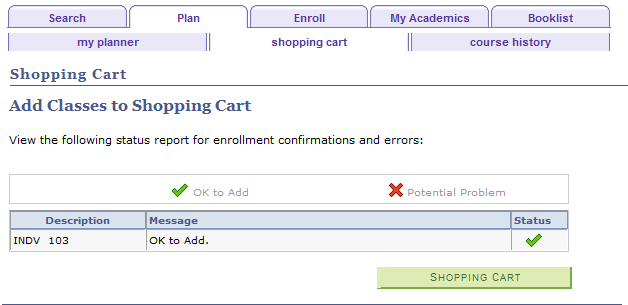 Search Plan Enroll My Academics Booklist
my planner shopping cart course history
Shopping Cart
Add Classes to Shopping Cart
View the following status report for enrollment confirmations and errors:
OK to Add Potential Problem
Description Message Status
INDV 103 OK to Add.
SHOPPING CART